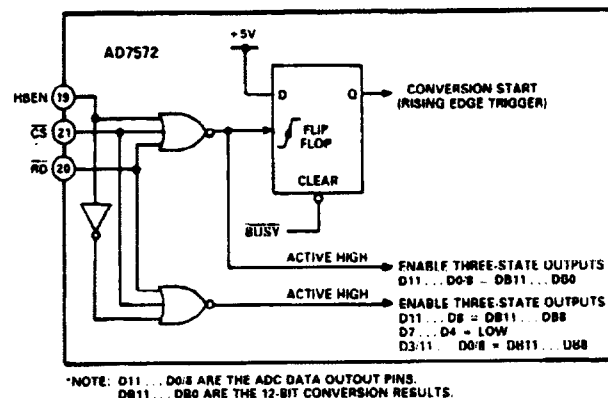 +5V
AD7572
HBEN 19
CS 21
RD 20
D Q
CONVERSION START
(RISING EDGE TRIGGER)
FLIP
FLOP
CLEAR
BUSY
ACTIVE HIGH
ENABLE THREE-STATE OUTPUTS
D11 . . . D0/8 = DB11 . . . DB0
ACTIVE HIGH
ENABLE THREE-STATE OUTPUTS
D11 . . . D8 = DB11 . . . DB8
D7 . . . D4 = LOW
D3/11 . . . D0/8 = DB11 . . . DB8
*NOTE: D11 . . . D0/8 ARE THE ADC DATA OUTOUT PINS.
DB11 . . . DB0 ARE THE 12-BIT CONVERSION RESULTS.